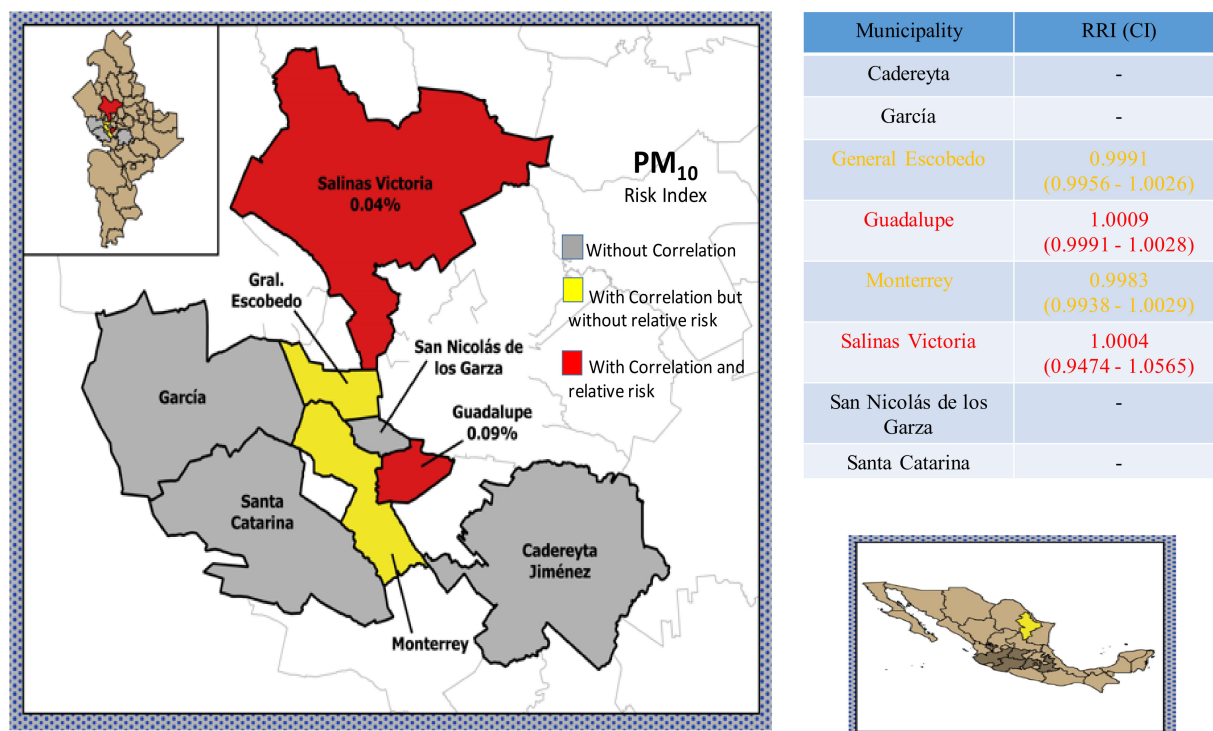 PM10
Risk Index
Without Correlation
With Correlation but
without relative risk
With Correlation and
relative risk
Salinas Victoria
0.04%
Gral.
Escobedo
San Nicolás de
los Garza
García
Guadalupe
0.09%
Santa
Catarina
Cadereyta
Jiménez
Monterrey
Municipality RRI (CI)
Cadereyta -
García -
General Escobedo 0.9991
(0.9956 - 1.0026)
Guadalupe 1.0009
(0.9991 - 1.0028)
Monterrey 0.9983
(0.9938 - 1.0029)
Salinas Victoria 1.0004
(0.9474 - 1.0565)
San Nicolás de los -
Garza
Santa Catarina -